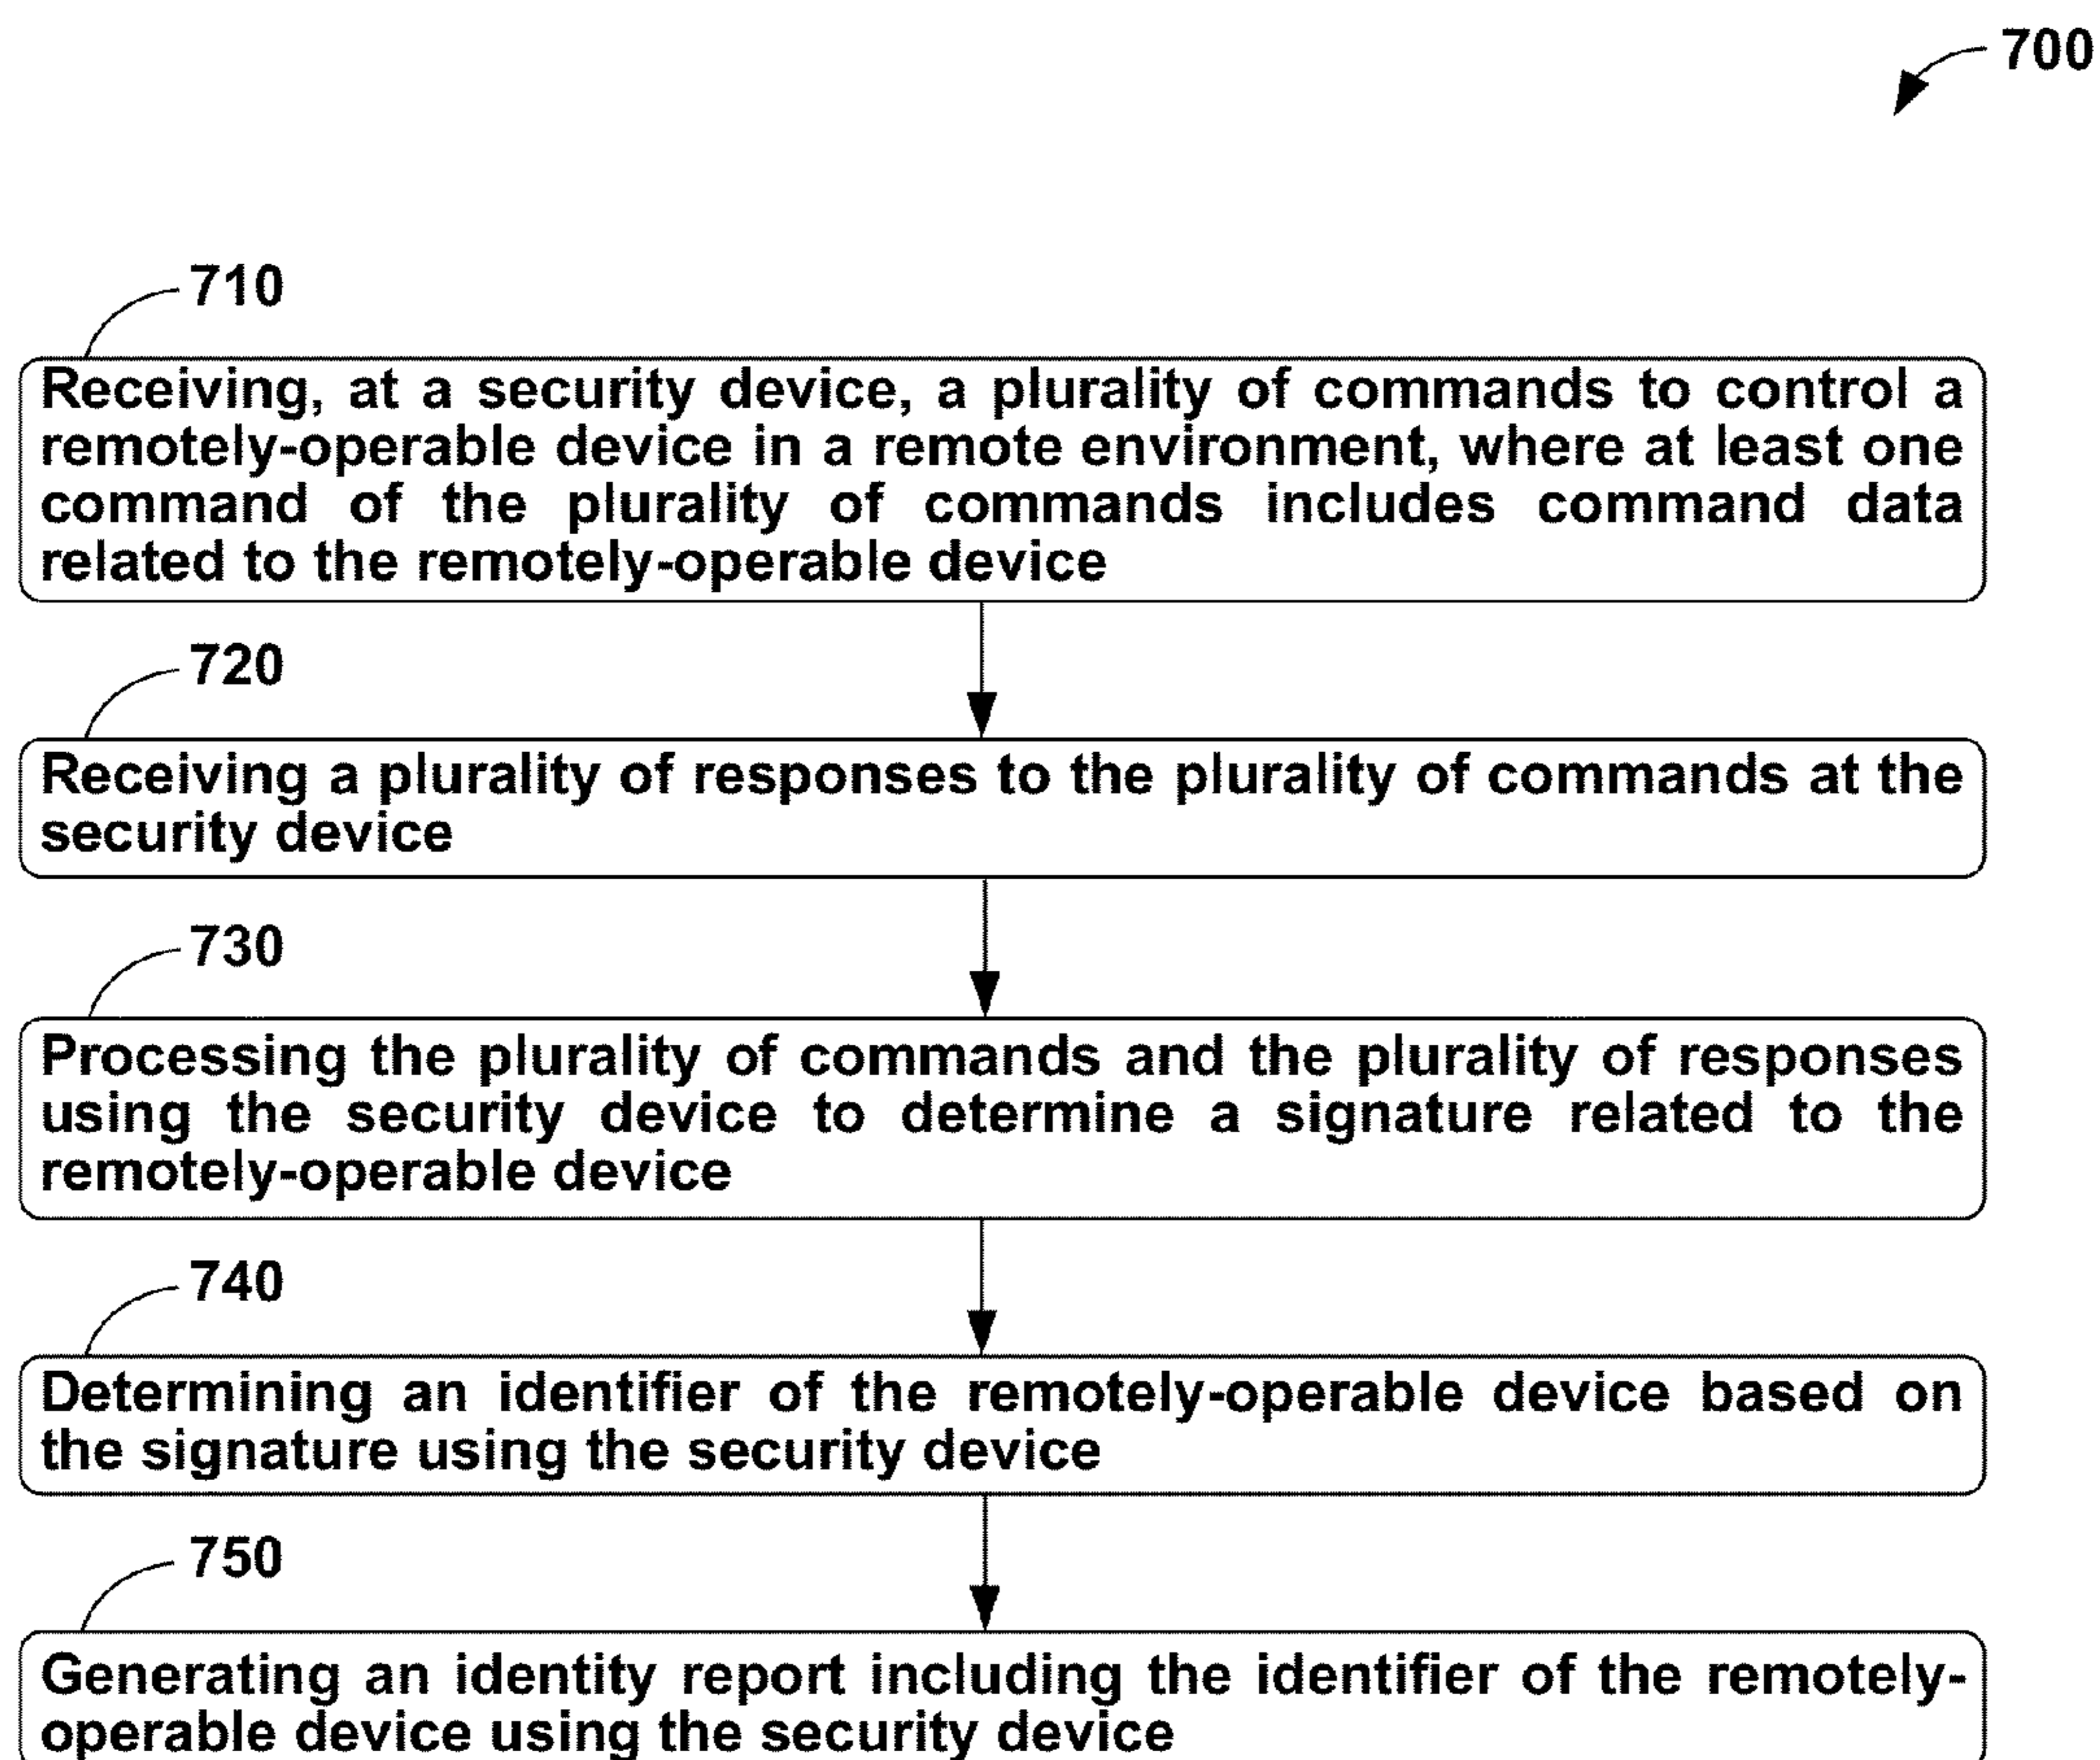 700
710
Receiving, at a security device, a plurality of commands to control a
remotely-operable device in a remote environment, where at least one
command of the plurality of commands includes command data
related to the remotely-operable device
720
Receiving a plurality of responses to the plurality of commands at the
security device
730
Processing the plurality of commands and the plurality of responses
using the security device to determine a signature related to the
remotely-operable device
740
Determining an identifier of the remotely-operable device based on
the signature using the security device
750
Generating an identity report including the identifier of the remotely-
operable device using the security device